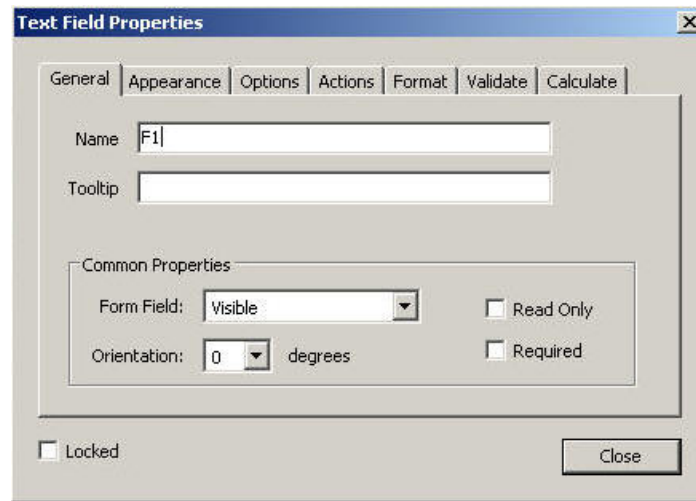 Text Field Properties
General Appearance Options Actions Format Validate Calculate
Name F1
Tooltip
Common Properties
Form Field: Visible Read Only
Orientation: 0 degrees Required
Locked Close